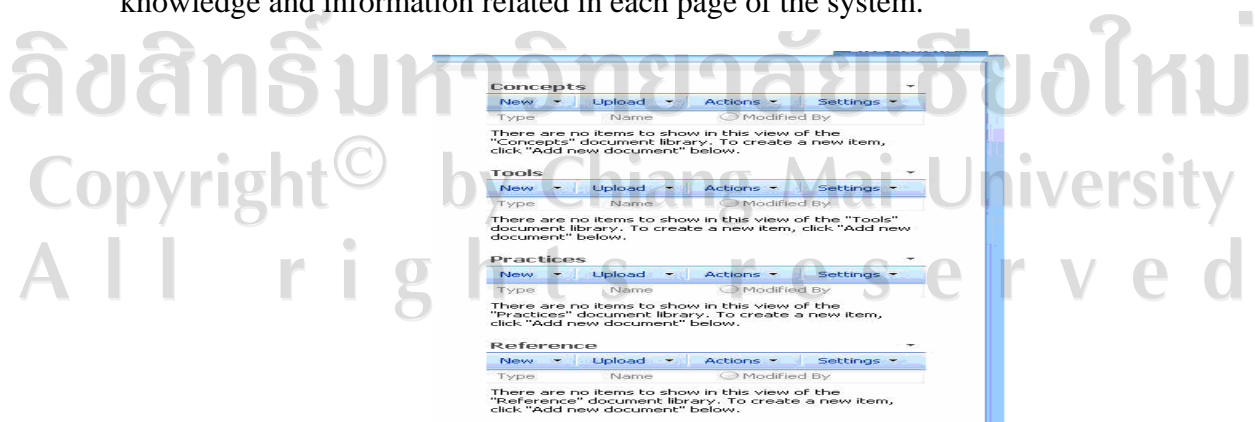 knowledge and information related in each page of the system.
ลิขสิทธิ์มหาวิทยาลัยเชียงใหม่
Copyright© by Chiang Mai University
All rights reserved
Concepts
New Upload Actions Settings
Type Name Modified By
There are no items to show in this view of the
"Concepts" document library. To create a new item,
click "Add new document" below.
Tools
New Upload Actions Settings
Type Name Modified By
There are no items to show in this view of the "Tools"
document library. To create a new item, click "Add new
document" below.
Practices
New Upload Actions Settings
Type Name Modified By
There are no items to show in this view of the
"Practices" document library. To create a new item,
click "Add new document" below.
Reference
New Upload Actions Settings
Type Name Modified By
There are no items to show in this view of the
"Reference" document library. To create a new item,
click "Add new document" below.